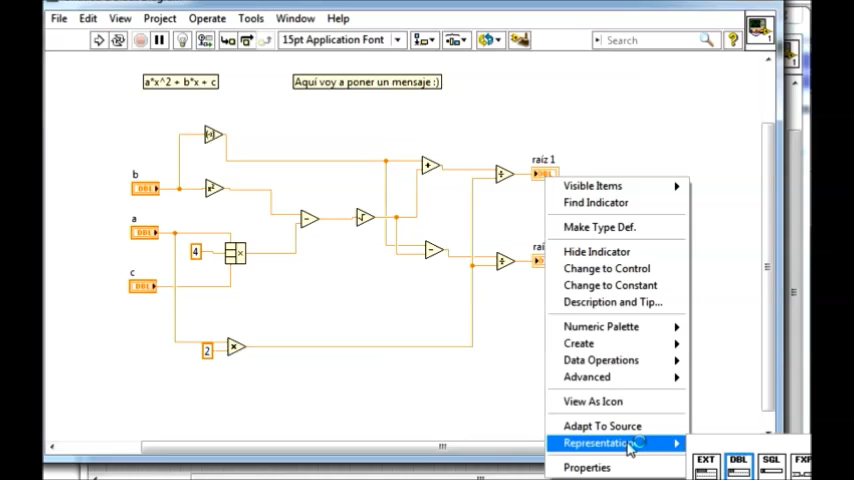 File Edit View Project Operate Tools Window Help
15pt Application Font
Search
?
1
a*x^2 + b*x + c
Aquí voy a poner un mensaje :)
b
DBL
x²
a
DBL
4
c
DBL
2
raíz 1
DBL
Visible Items
Find Indicator
Make Type Def.
Hide Indicator
Change to Control
Change to Constant
Description and Tip...
Numeric Palette
Create
Data Operations
Advanced
View As Icon
Adapt To Source
Representation
Properties
EXT DBL SGL FXP